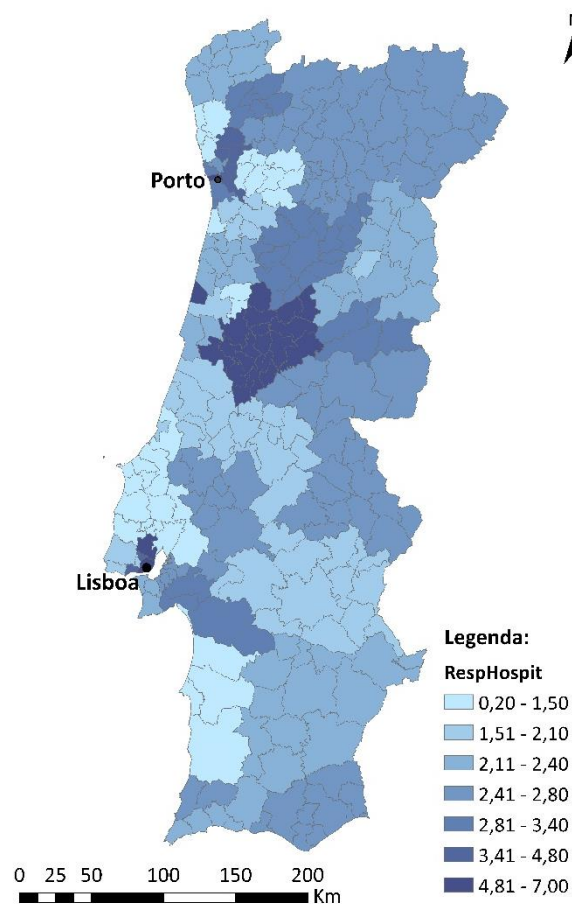 N
Porto
Lisboa
Legenda:
RespHospit
0,20 - 1,50
1,51 - 2,10
2,11 - 2,40
2,41 - 2,80
2,81 - 3,40
3,41 - 4,80
4,81 - 7,00
0 25 50 100 150 200
Km